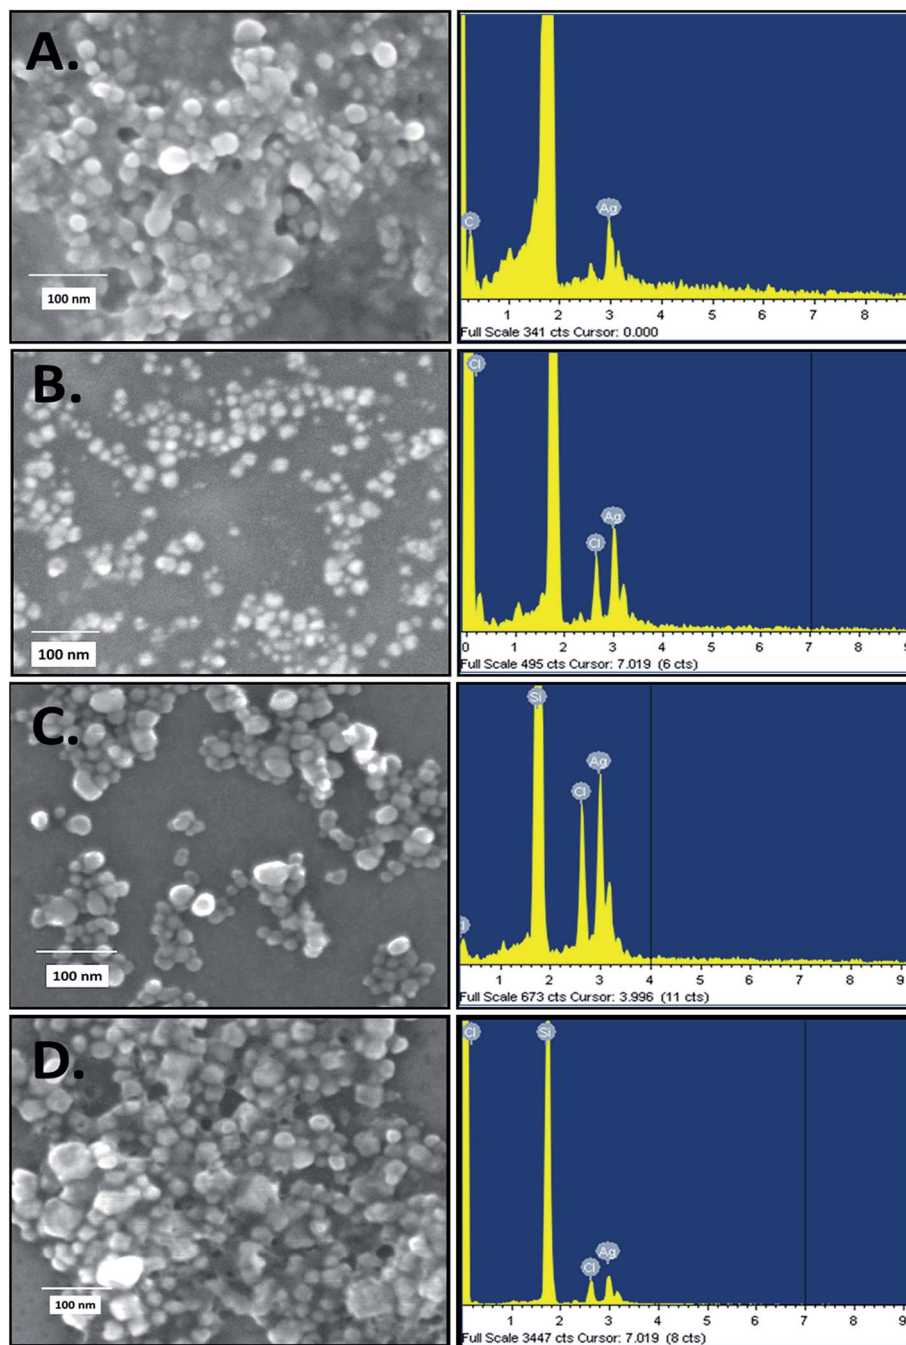 A.
100 nm
C
Ag
1 2 3 4 5 6 7 8
Full Scale 341 cts Cursor: 0.000
B.
100 nm
Cl
Cl
Ag
0 1 2 3 4 5 6 7 8 9
Full Scale 495 cts Cursor: 7.019 (6 cts)
C.
100 nm
Si
Cl
Ag
1 2 3 4 5 6 7 8 9
Full Scale 673 cts Cursor: 3.996 (11 cts)
D.
100 nm
Cl
Si
Cl
Ag
1 2 3 4 5 6 7 8 9
Full Scale 3447 cts Cursor: 7.019 (8 cts)